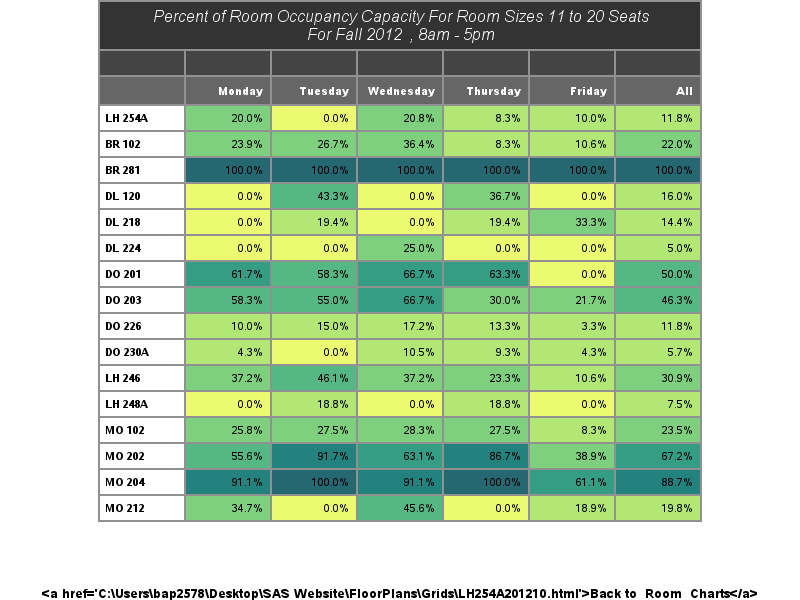 Percent of Room Occupancy Capacity For Room Sizes 11 to 20 Seats
For Fall 2012 , 8am - 5pm
Monday Tuesday Wednesday Thursday Friday All
LH 254A 20.0% 0.0% 20.8% 8.3% 10.0% 11.8%
BR 102 23.9% 26.7% 36.4% 8.3% 10.6% 22.0%
BR 281 100.0% 100.0% 100.0% 100.0% 100.0% 100.0%
DL 120 0.0% 43.3% 0.0% 36.7% 0.0% 16.0%
DL 218 0.0% 19.4% 0.0% 19.4% 33.3% 14.4%
DL 224 0.0% 0.0% 25.0% 0.0% 0.0% 5.0%
DO 201 61.7% 58.3% 66.7% 63.3% 0.0% 50.0%
DO 203 58.3% 55.0% 66.7% 30.0% 21.7% 46.3%
DO 226 10.0% 15.0% 17.2% 13.3% 3.3% 11.8%
DO 230A 4.3% 0.0% 10.5% 9.3% 4.3% 5.7%
LH 246 37.2% 46.1% 37.2% 23.3% 10.6% 30.9%
LH 248A 0.0% 18.8% 0.0% 18.8% 0.0% 7.5%
MO 102 25.8% 27.5% 28.3% 27.5% 8.3% 23.5%
MO 202 55.6% 91.7% 63.1% 86.7% 38.9% 67.2%
MO 204 91.1% 100.0% 91.1% 100.0% 61.1% 88.7%
MO 212 34.7% 0.0% 45.6% 0.0% 18.9% 19.8%
<a href='C:\Users\bap2578\Desktop\SAS Website\FloorPlans\Grids\LH254A201210.html'>Back to Room Charts</a>